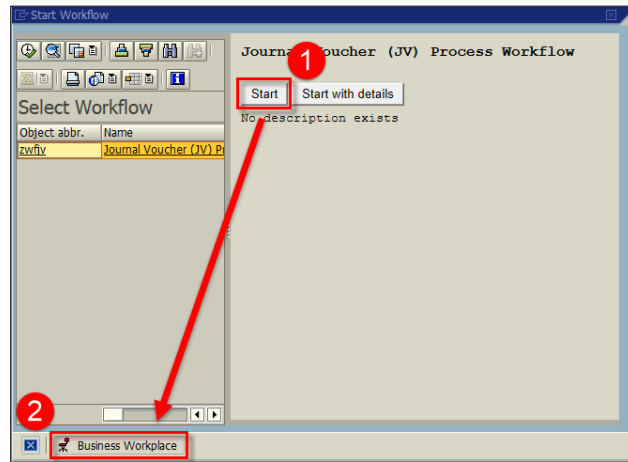 Start Workflow
Journal Voucher (JV) Process Workflow
1
Start Start with details
No description exists
Select Workflow
Object abbr. Name
zwfjv Journal Voucher (JV) Pr
2
Business Workplace